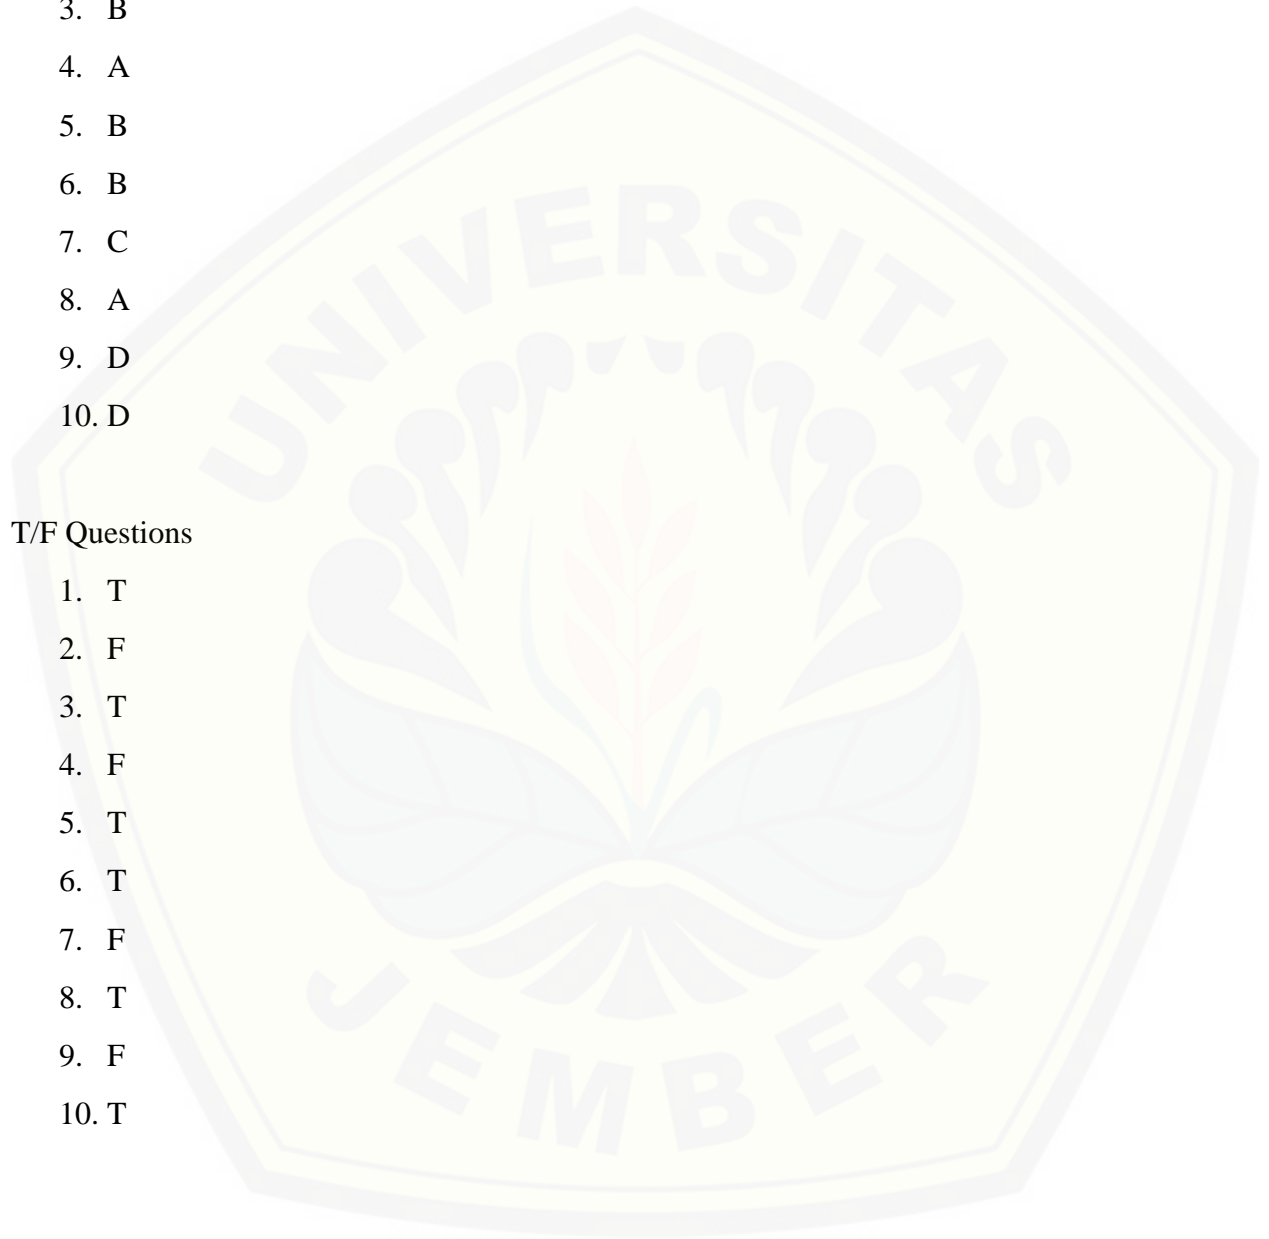 3. B
4. A
5. B
6. B
7. C
8. A
9. D
10. D
T/F Questions
1. T
2. F
3. T
4. F
5. T
6. T
7. F
8. T
9. F
10. T
UNIVERSITAS
JEMBER